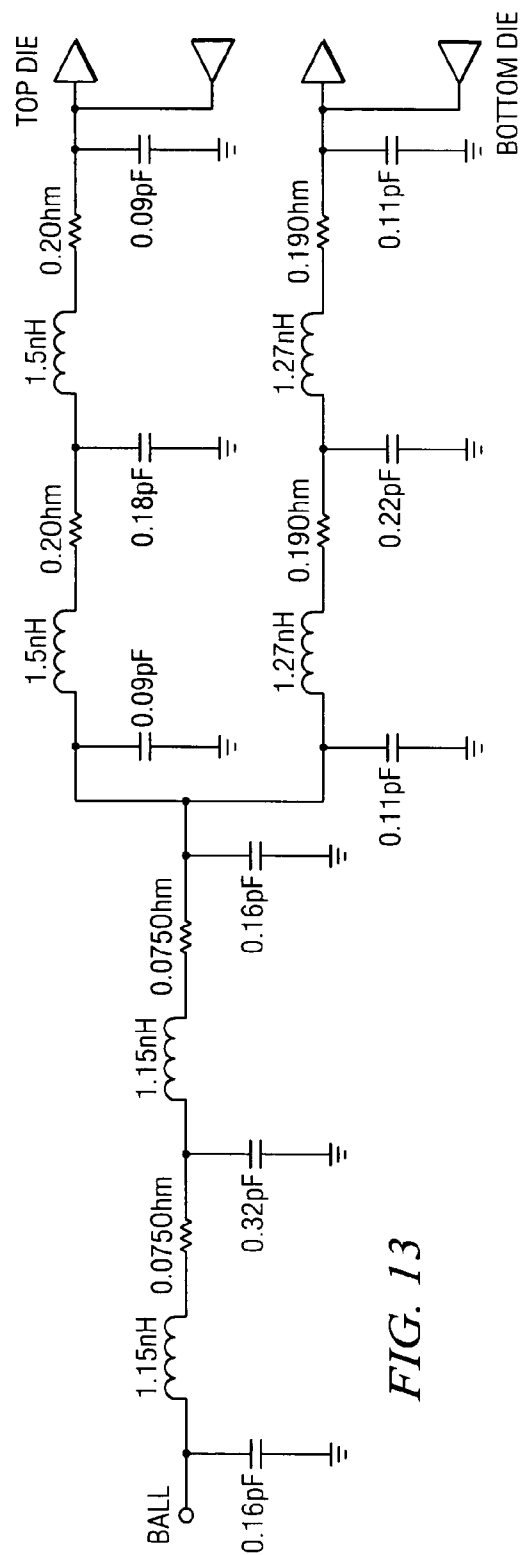 TOP DIE
1.5nH
0.2Ohm
1.5nH
0.2Ohm
0.09pF
0.18pF
0.09pF
1.15nH
0.075Ohm
1.15nH
0.075Ohm
BALL
0.16pF
0.32pF
0.16pF
1.27nH
0.19Ohm
1.27nH
0.19Ohm
0.11pF
0.22pF
0.11pF
BOTTOM DIE
FIG. 13